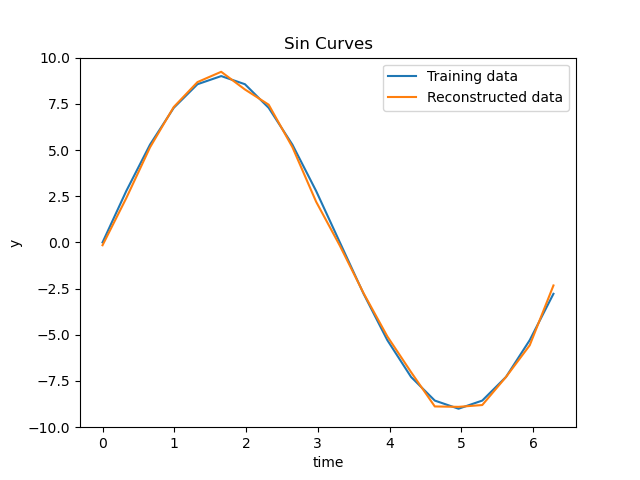 Sin Curves
Training data
Reconstructed data
10.0
7.5
5.0
2.5
0.0
−2.5
−5.0
−7.5
−10.0
y
0 1 2 3 4 5 6
time